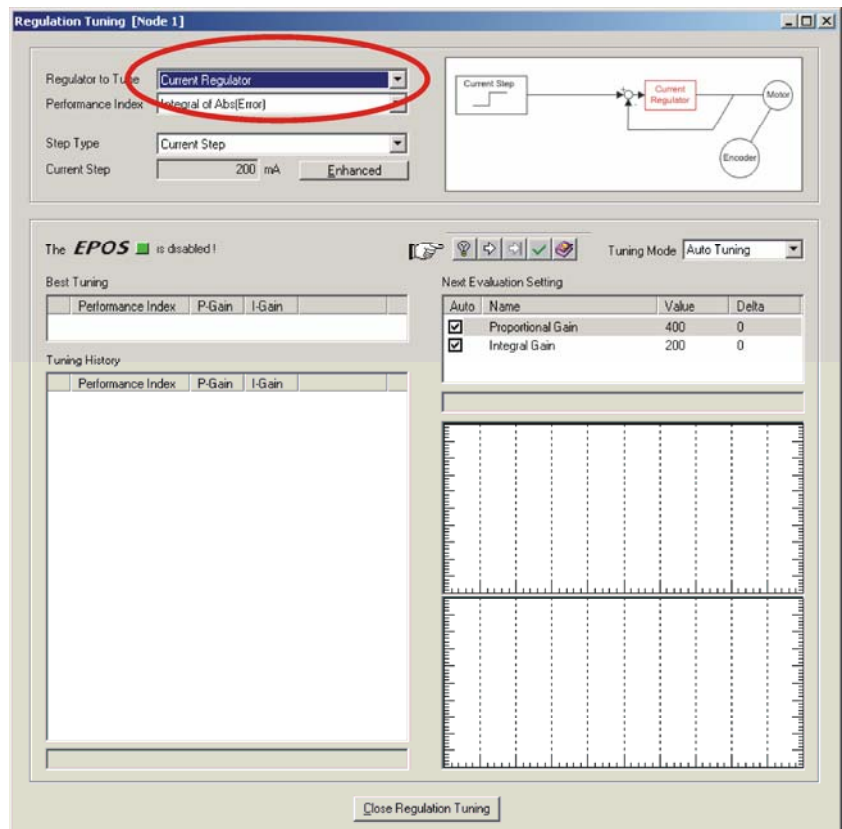 Regulation Tuning [Node 1]
Regulator to Tune Current Regulator
Performance Index Integral of Abs(Error)
Step Type Current Step
Current Step 200 mA Enhanced
Current Step
Current
Regulator
Motor
Encoder
The EPOS is disabled !
Tuning Mode Auto Tuning
Best Tuning
Performance Index P-Gain I-Gain
Tuning History
Performance Index P-Gain I-Gain
Next Evaluation Setting
Auto Name Value Delta
Proportional Gain 400 0
Integral Gain 200 0
Close Regulation Tuning